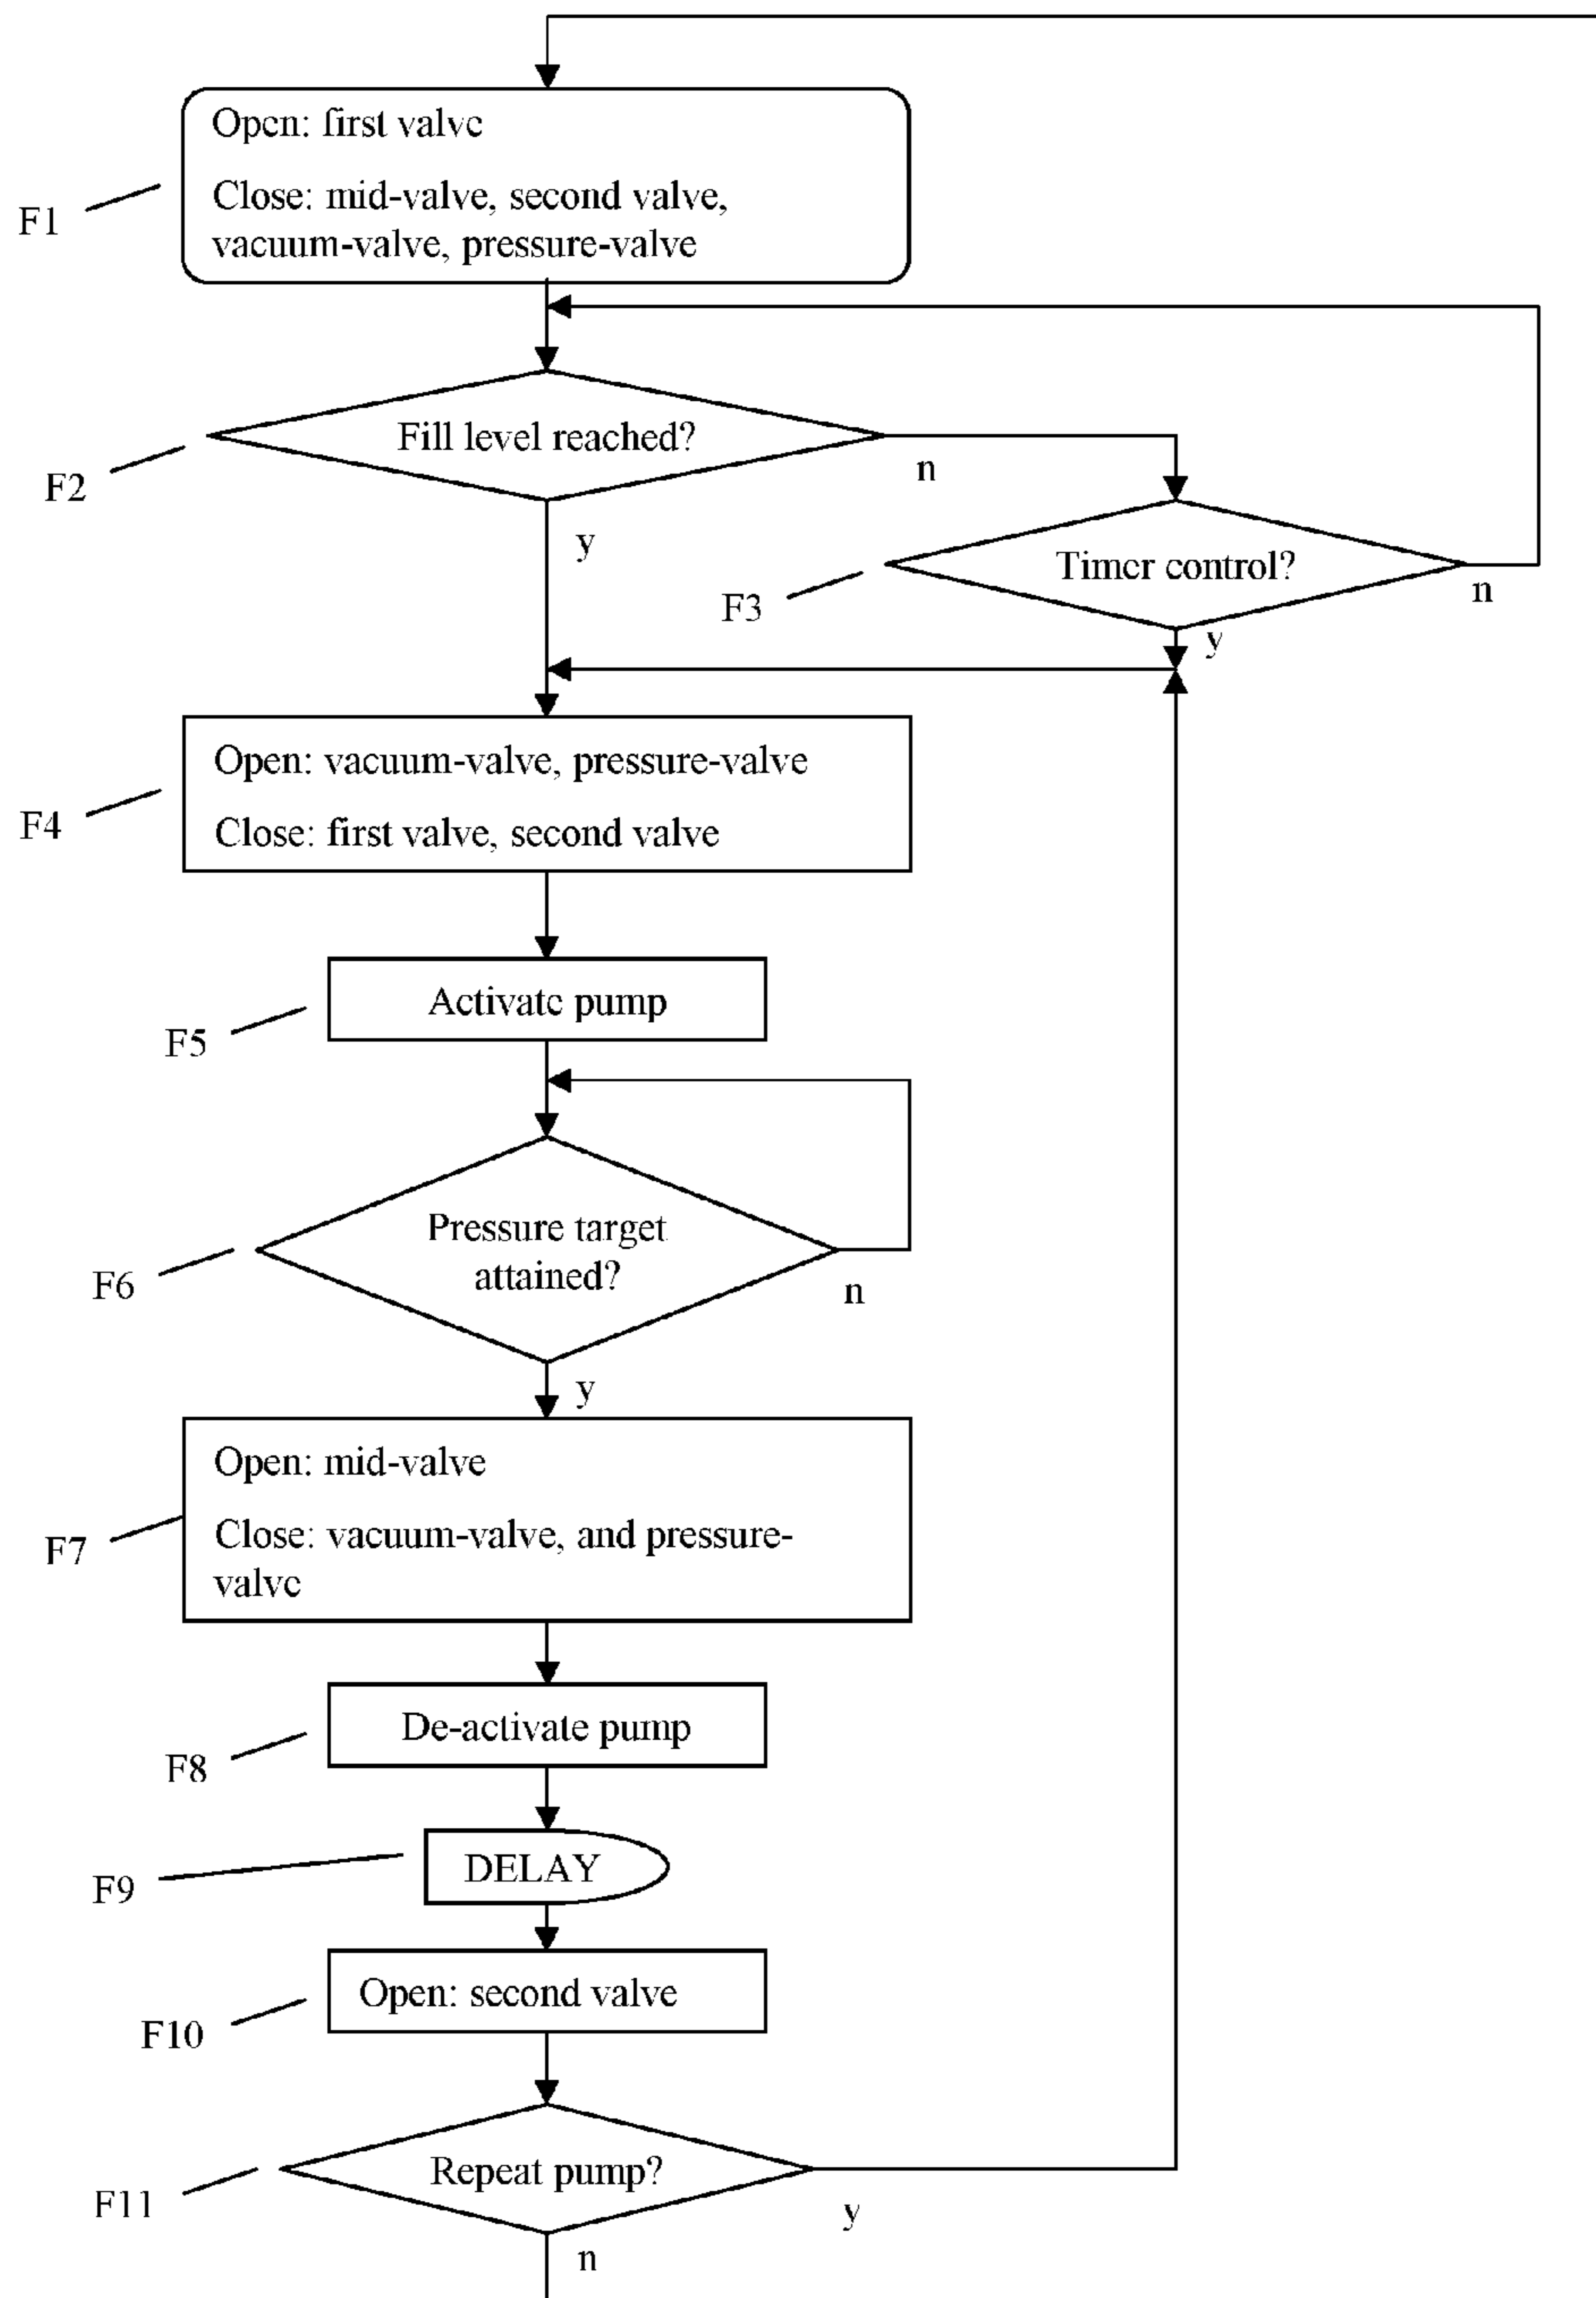 Open: first valve
Close: mid-valve, second valve,
vacuum-valve, pressure-valve
F1
Fill level reached?
F2
n
y
Timer control?
F3
n
y
Open: vacuum-valve, pressure-valve
Close: first valve, second valve
F4
Activate pump
F5
Pressure target
attained?
F6
n
y
Open: mid-valve
Close: vacuum-valve, and pressure-
valve
F7
De-activate pump
F8
DELAY
F9
Open: second valve
F10
Repeat pump?
F11
y
n